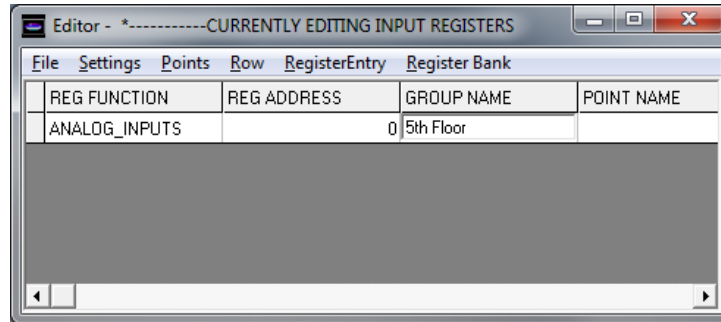 Editor - *-----------CURRENTLY EDITING INPUT REGISTERS
File Settings Points Row RegisterEntry Register Bank
REG FUNCTION REG ADDRESS GROUP NAME POINT NAME
ANALOG_INPUTS 0 5th Floor